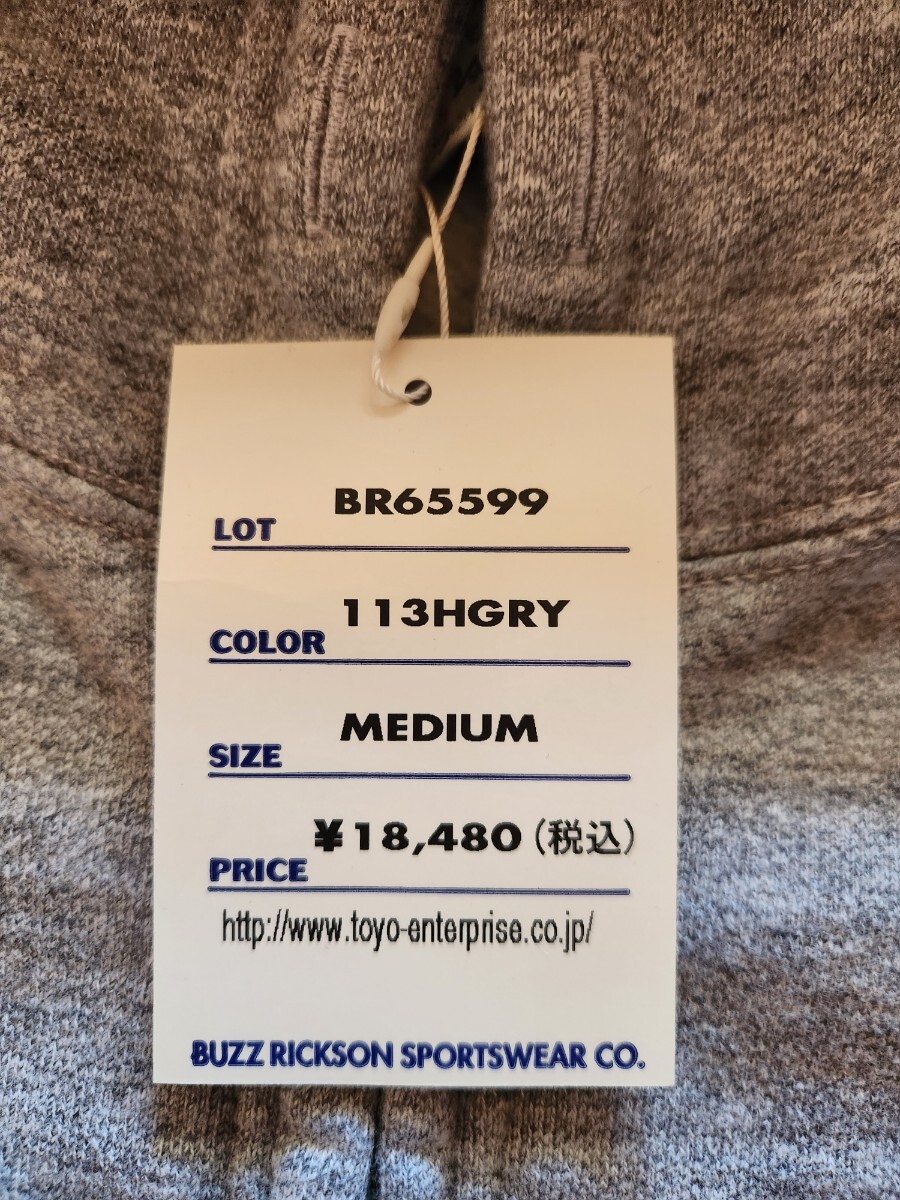 LOT BR65599
COLOR 113HGRY
SIZE MEDIUM
PRICE ¥18,480(税込)
http://www.toyo-enterprise.co.jp/
BUZZ RICKSON SPORTSWEAR CO.